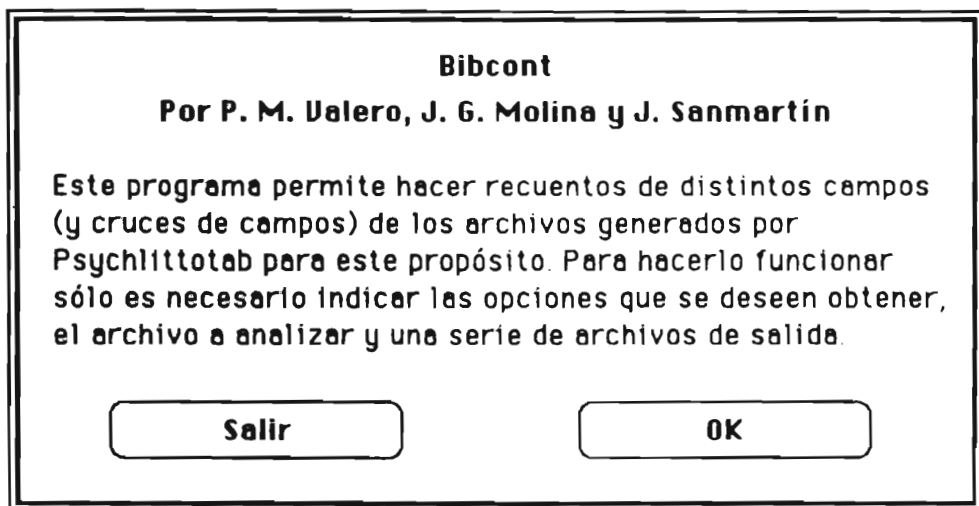 Bibcont
Por P. M. Valero, J. G. Molina y J. Sanmartín
Este programa permite hacer recuentos de distintos campos
(y cruces de campos) de los archivos generados por
Psychlittotab para este propósito. Para hacerlo funcionar
sólo es necesario indicar las opciones que se deseen obtener,
el archivo a analizar y una serie de archivos de salida.
Salir
OK